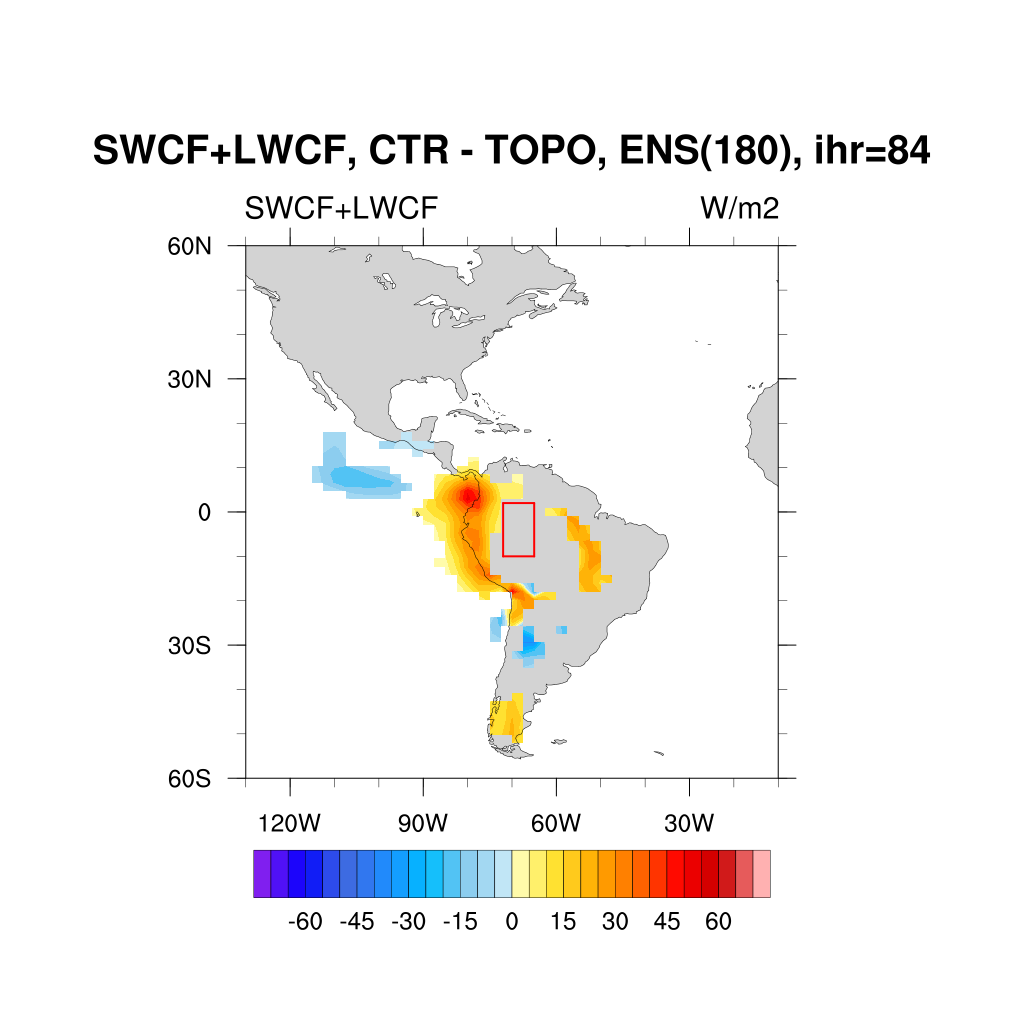 SWCF+LWCF, CTR - TOPO, ENS(180), ihr=84
SWCF+LWCF W/m2
60N
30N
0
30S
60S
120W 90W 60W 30W
-60 -45 -30 -15 0 15 30 45 60